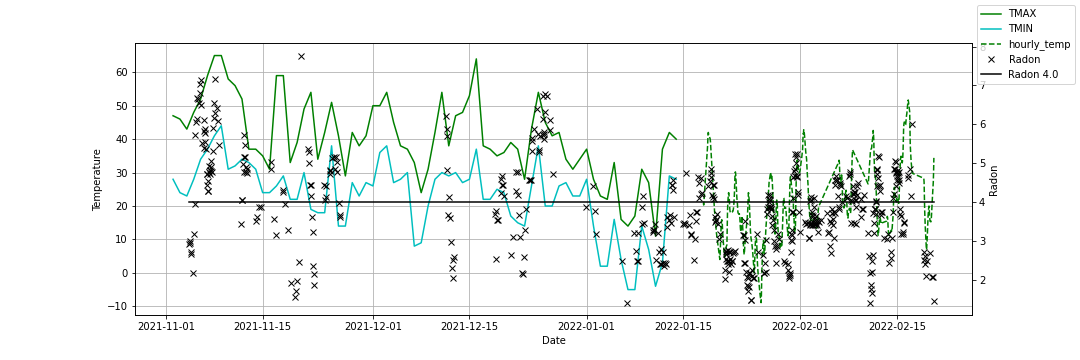 TMAX
TMIN
hourly_temp
Radon
Radon 4.0
60
50
40
30
20
10
0
−10
Temperature
8
7
6
5
4
3
2
Radon
2021-11-01
2021-11-15
2021-12-01
2021-12-15
2022-01-01
2022-01-15
2022-02-01
2022-02-15
Date